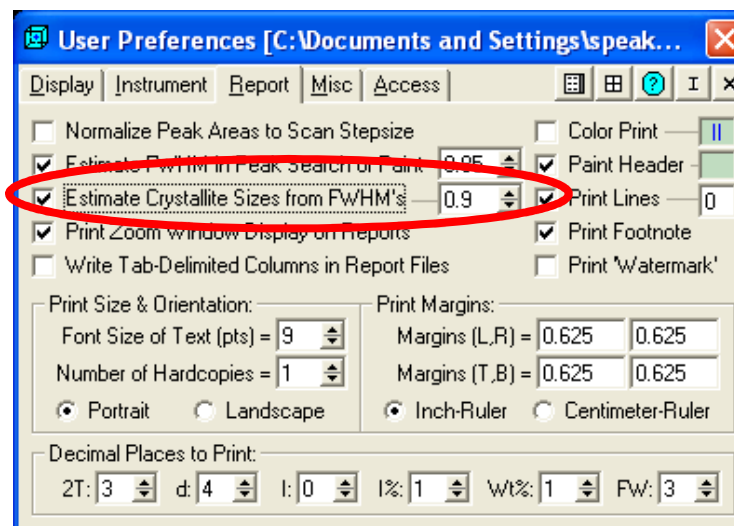 User Preferences [C:\Documents and Settings\speak...
Display Instrument Report Misc Access
Normalize Peak Areas to Scan Stepsize Color Print
Estimate FWHM in Peak Search or Paint 0.85 Paint Header
Estimate Crystallite Sizes from FWHM's 0.9 Print Lines 0
Print Zoom Window Display on Reports Print Footnote
Write Tab-Delimited Columns in Report Files Print 'Watermark'
Print Size & Orientation: Print Margins:
Font Size of Text (pts) = 9 Margins (L,R) = 0.625 0.625
Number of Hardcopies = 1 Margins (T,B) = 0.625 0.625
Portrait Landscape Inch-Ruler Centimeter-Ruler
Decimal Places to Print:
2T: 3 d: 4 I: 0 I%: 1 Wt%: 1 FW: 3